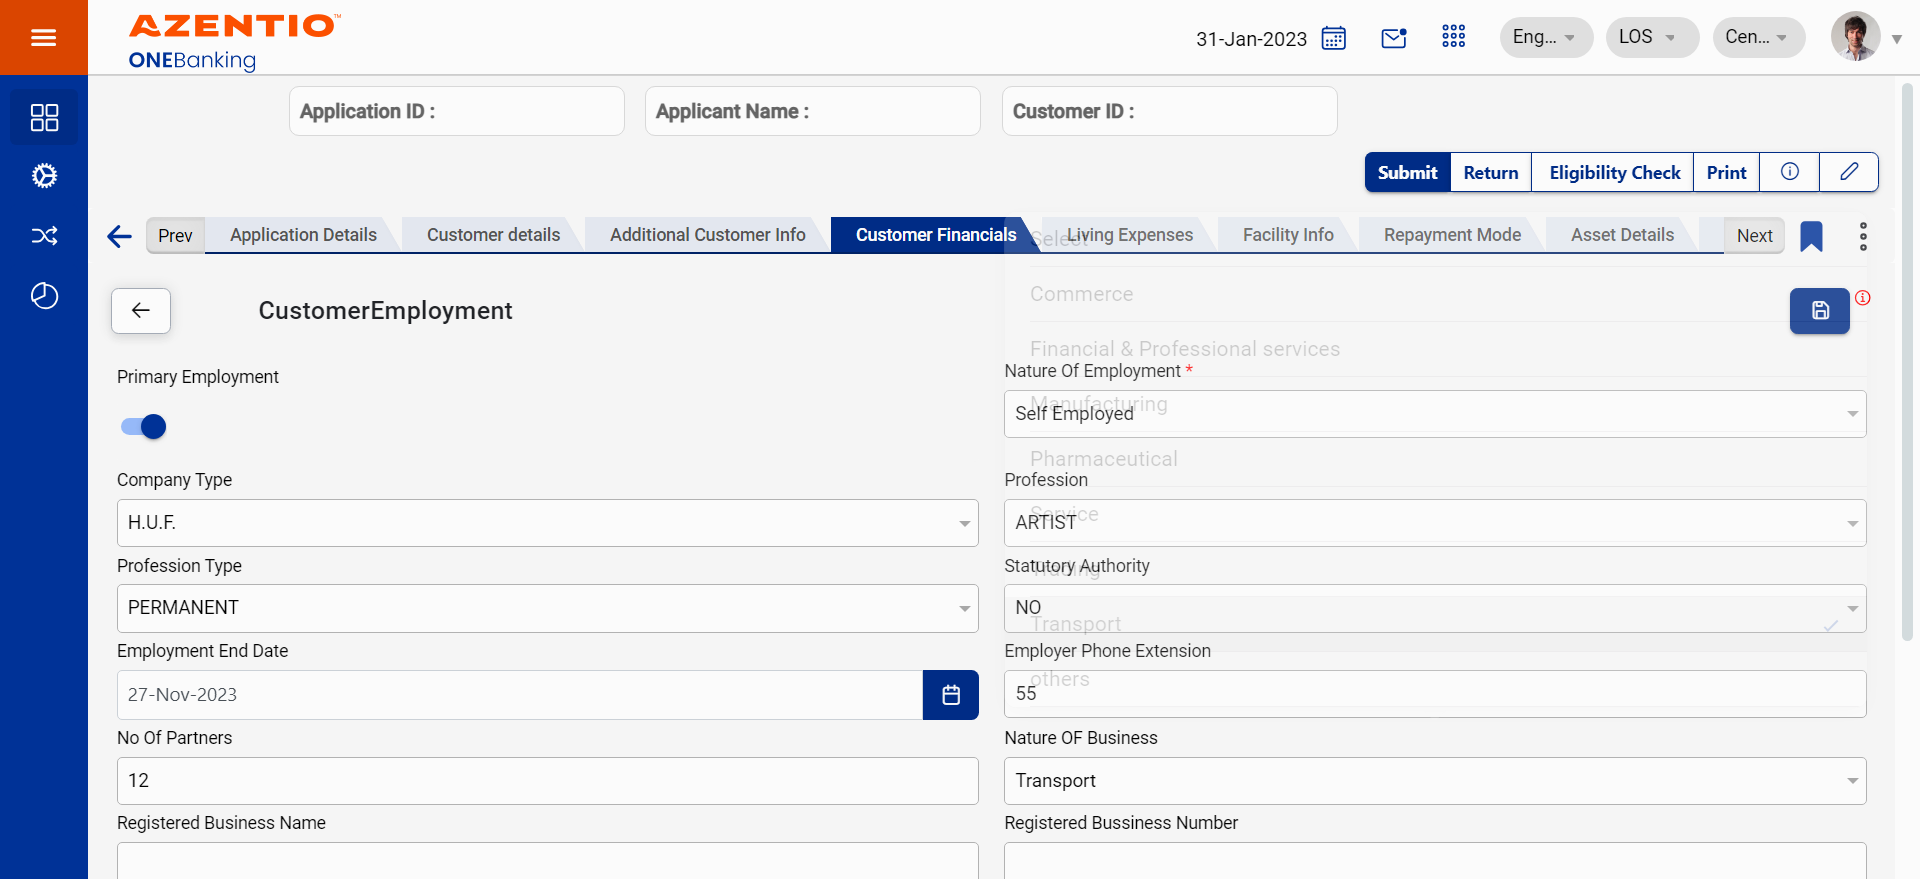 AZENTIO™
ONEBanking
31-Jan-2023
Eng...
LOS
Cen...
Application ID :
Applicant Name :
Customer ID :
Submit
Return
Eligibility Check
Print
Prev
Application Details
Customer details
Additional Customer Info
Customer Financials
Living Expenses
Facility Info
Repayment Mode
Asset Details
Next
Select
Commerce
Financial & Professional services
Manufacturing
Pharmaceutical
Service
Trading
Transport
others
CustomerEmployment
Primary Employment
Nature Of Employment *
Self Employed
Company Type
H.U.F.
Profession
ARTIST
Profession Type
PERMANENT
Statutory Authority
NO
Employment End Date
27-Nov-2023
Employer Phone Extension
55
No Of Partners
12
Nature OF Business
Transport
Registered Business Name
Registered Bussiness Number